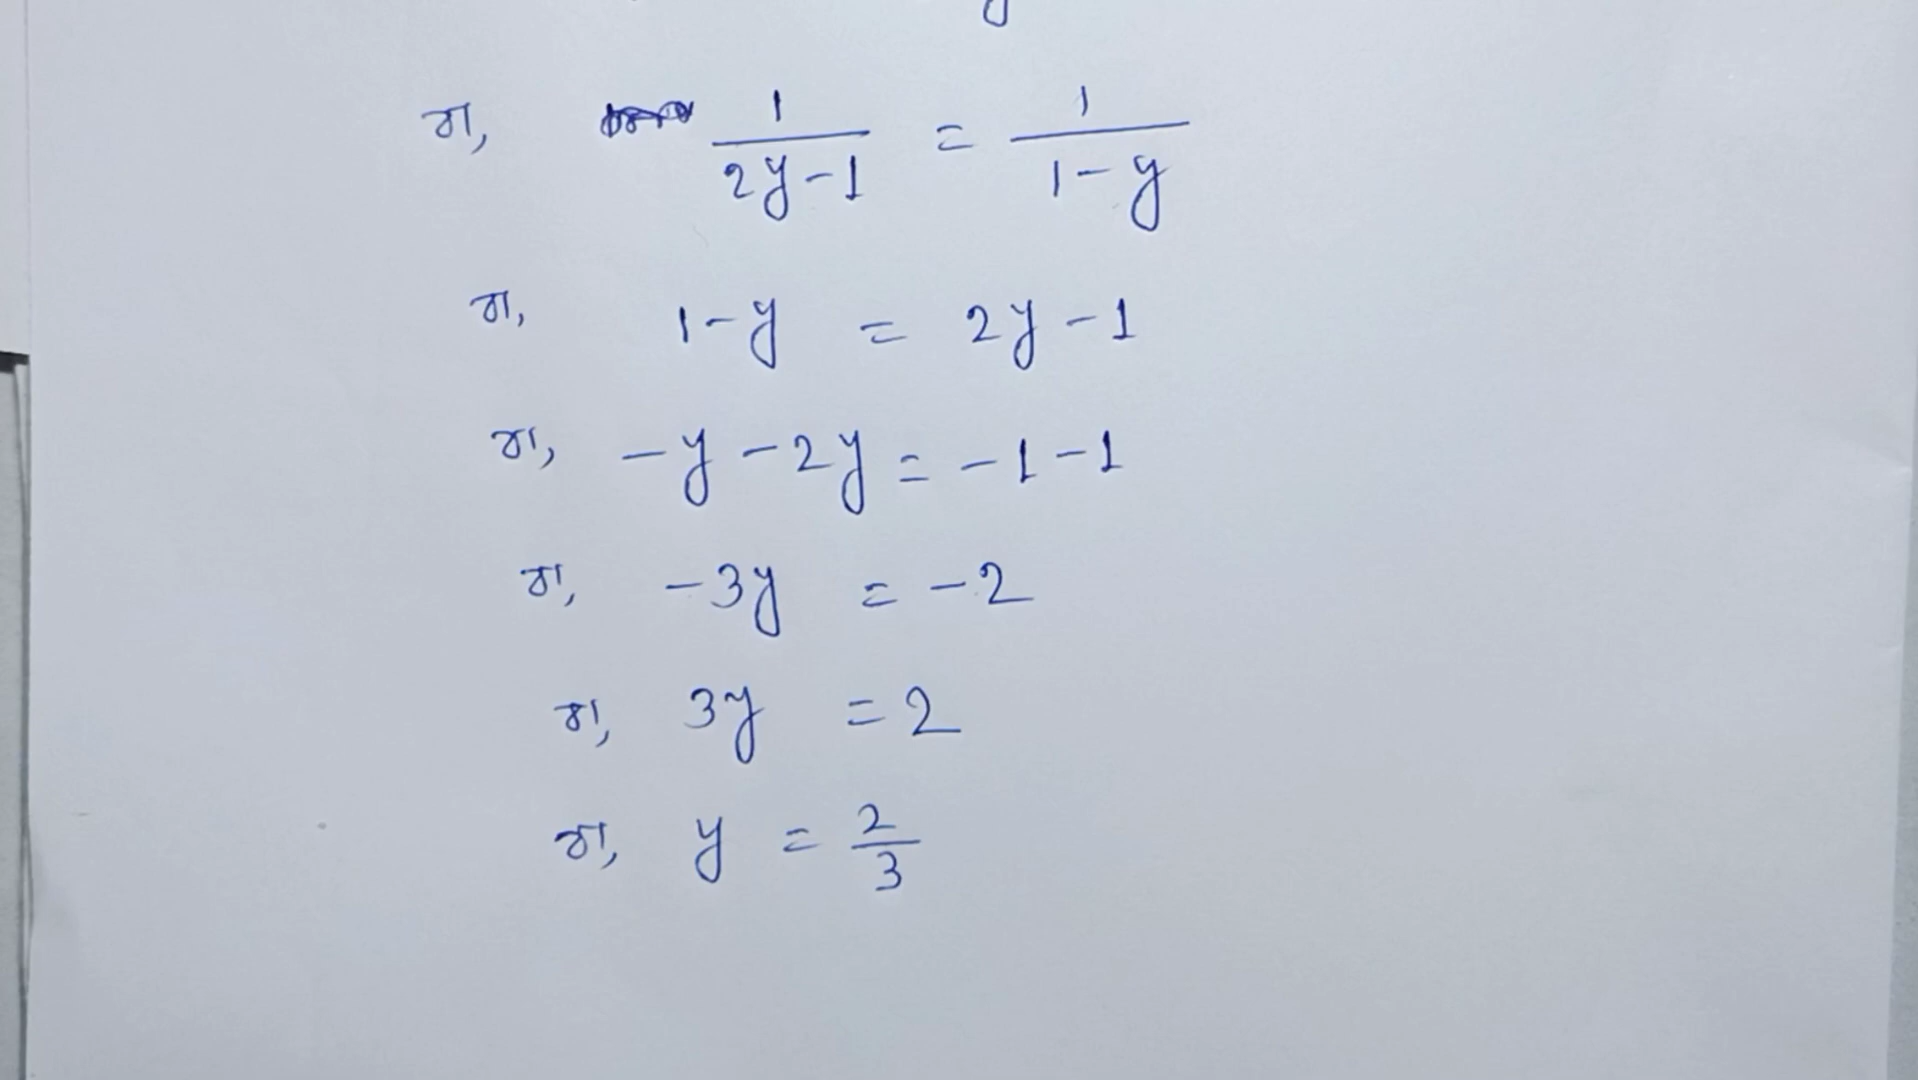 বা, 1/(2y-1) = 1/(1-y)
বা, 1-y = 2y-1
বা, -y-2y = -1-1
বা, -3y = -2
বা, 3y = 2
বা, y = 2/3